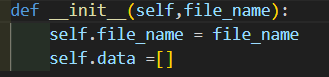 def __init__(self,file_name):
    self.file_name = file_name
    self.data =[]